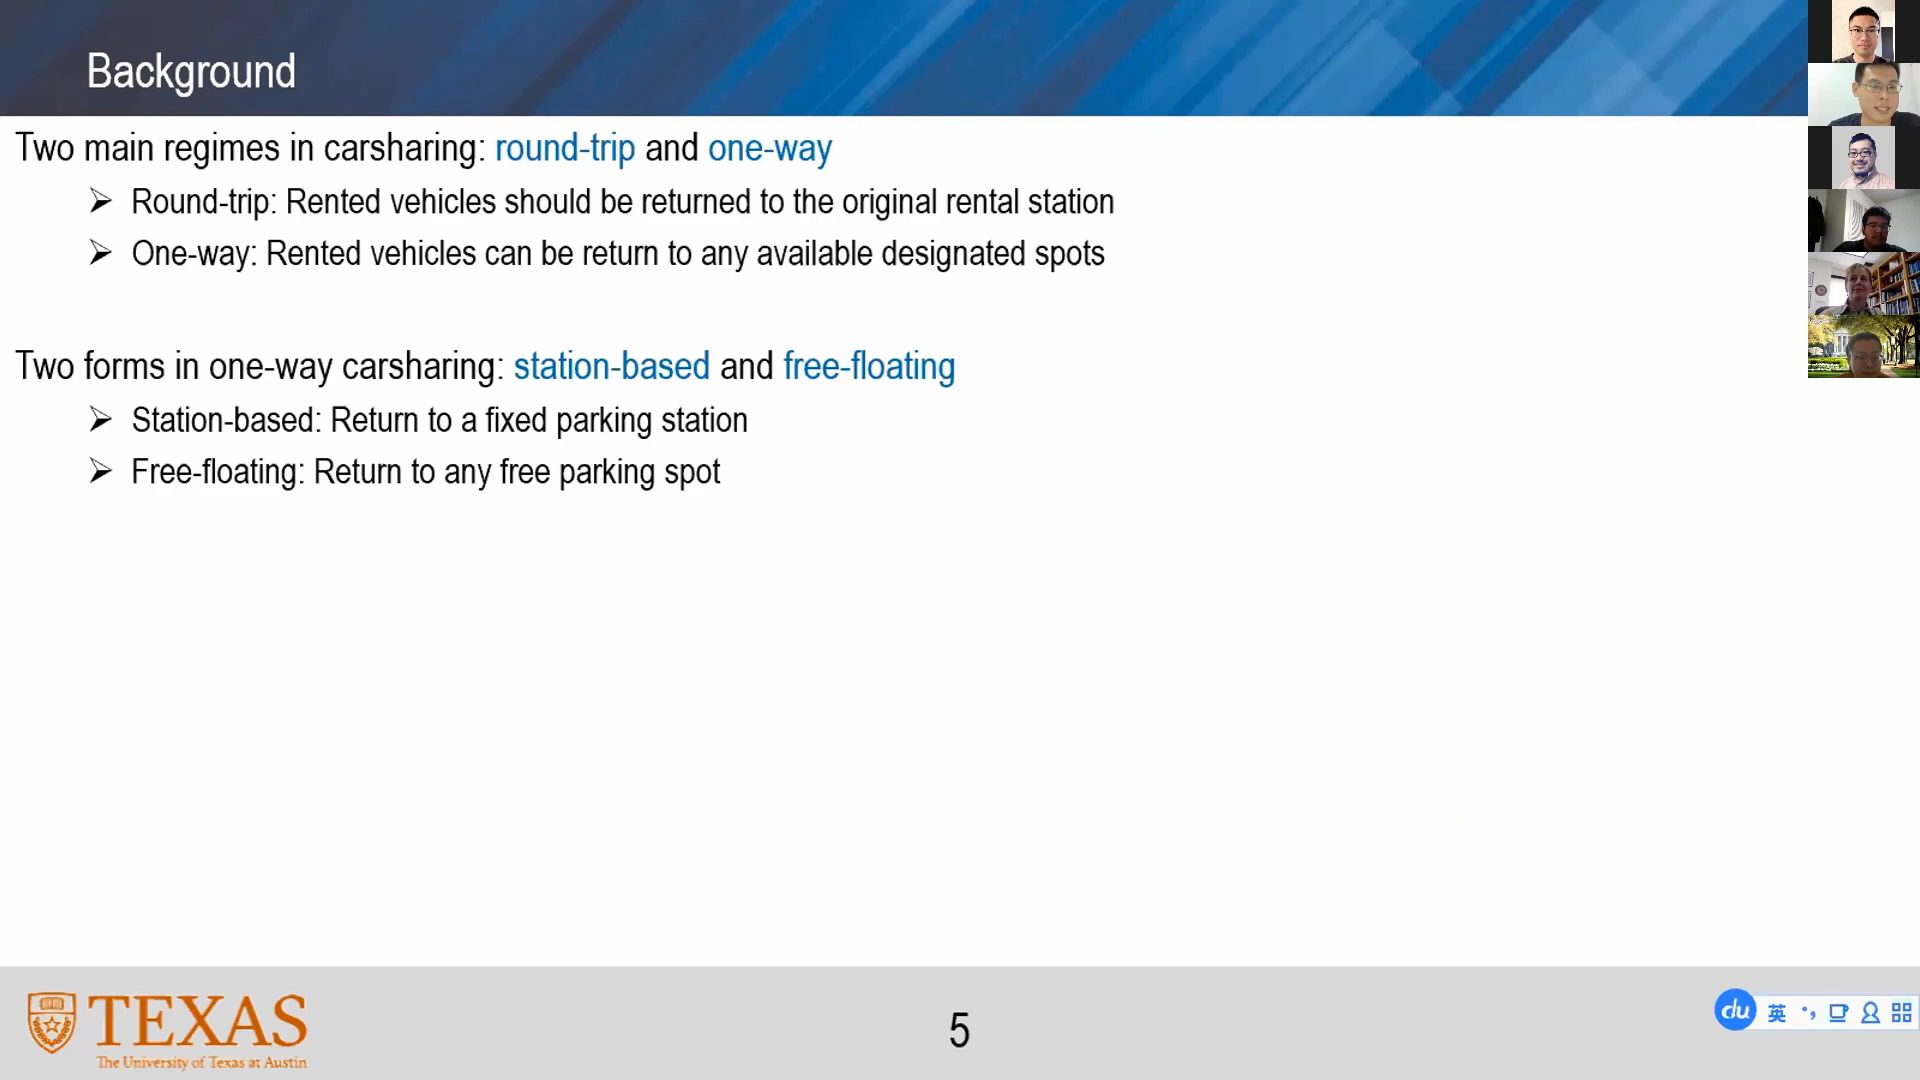 Background
Two main regimes in carsharing: round-trip and one-way
Round-trip: Rented vehicles should be returned to the original rental station
One-way: Rented vehicles can be return to any available designated spots
Two forms in one-way carsharing: station-based and free-floating
Station-based: Return to a fixed parking station
Free-floating: Return to any free parking spot
TEXAS
The University of Texas at Austin
5
du 英